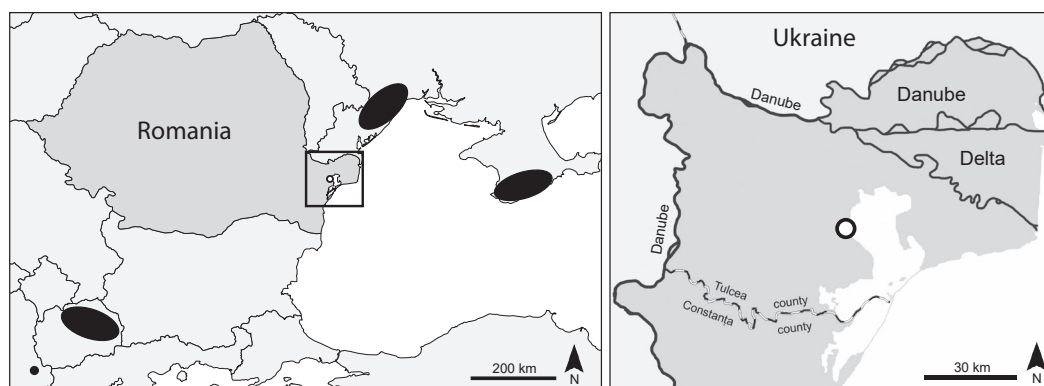 Romania
200 km
N
Ukraine
Danube
Danube
Delta
Danube
Tulcea
county
Constanța
county
30 km
N